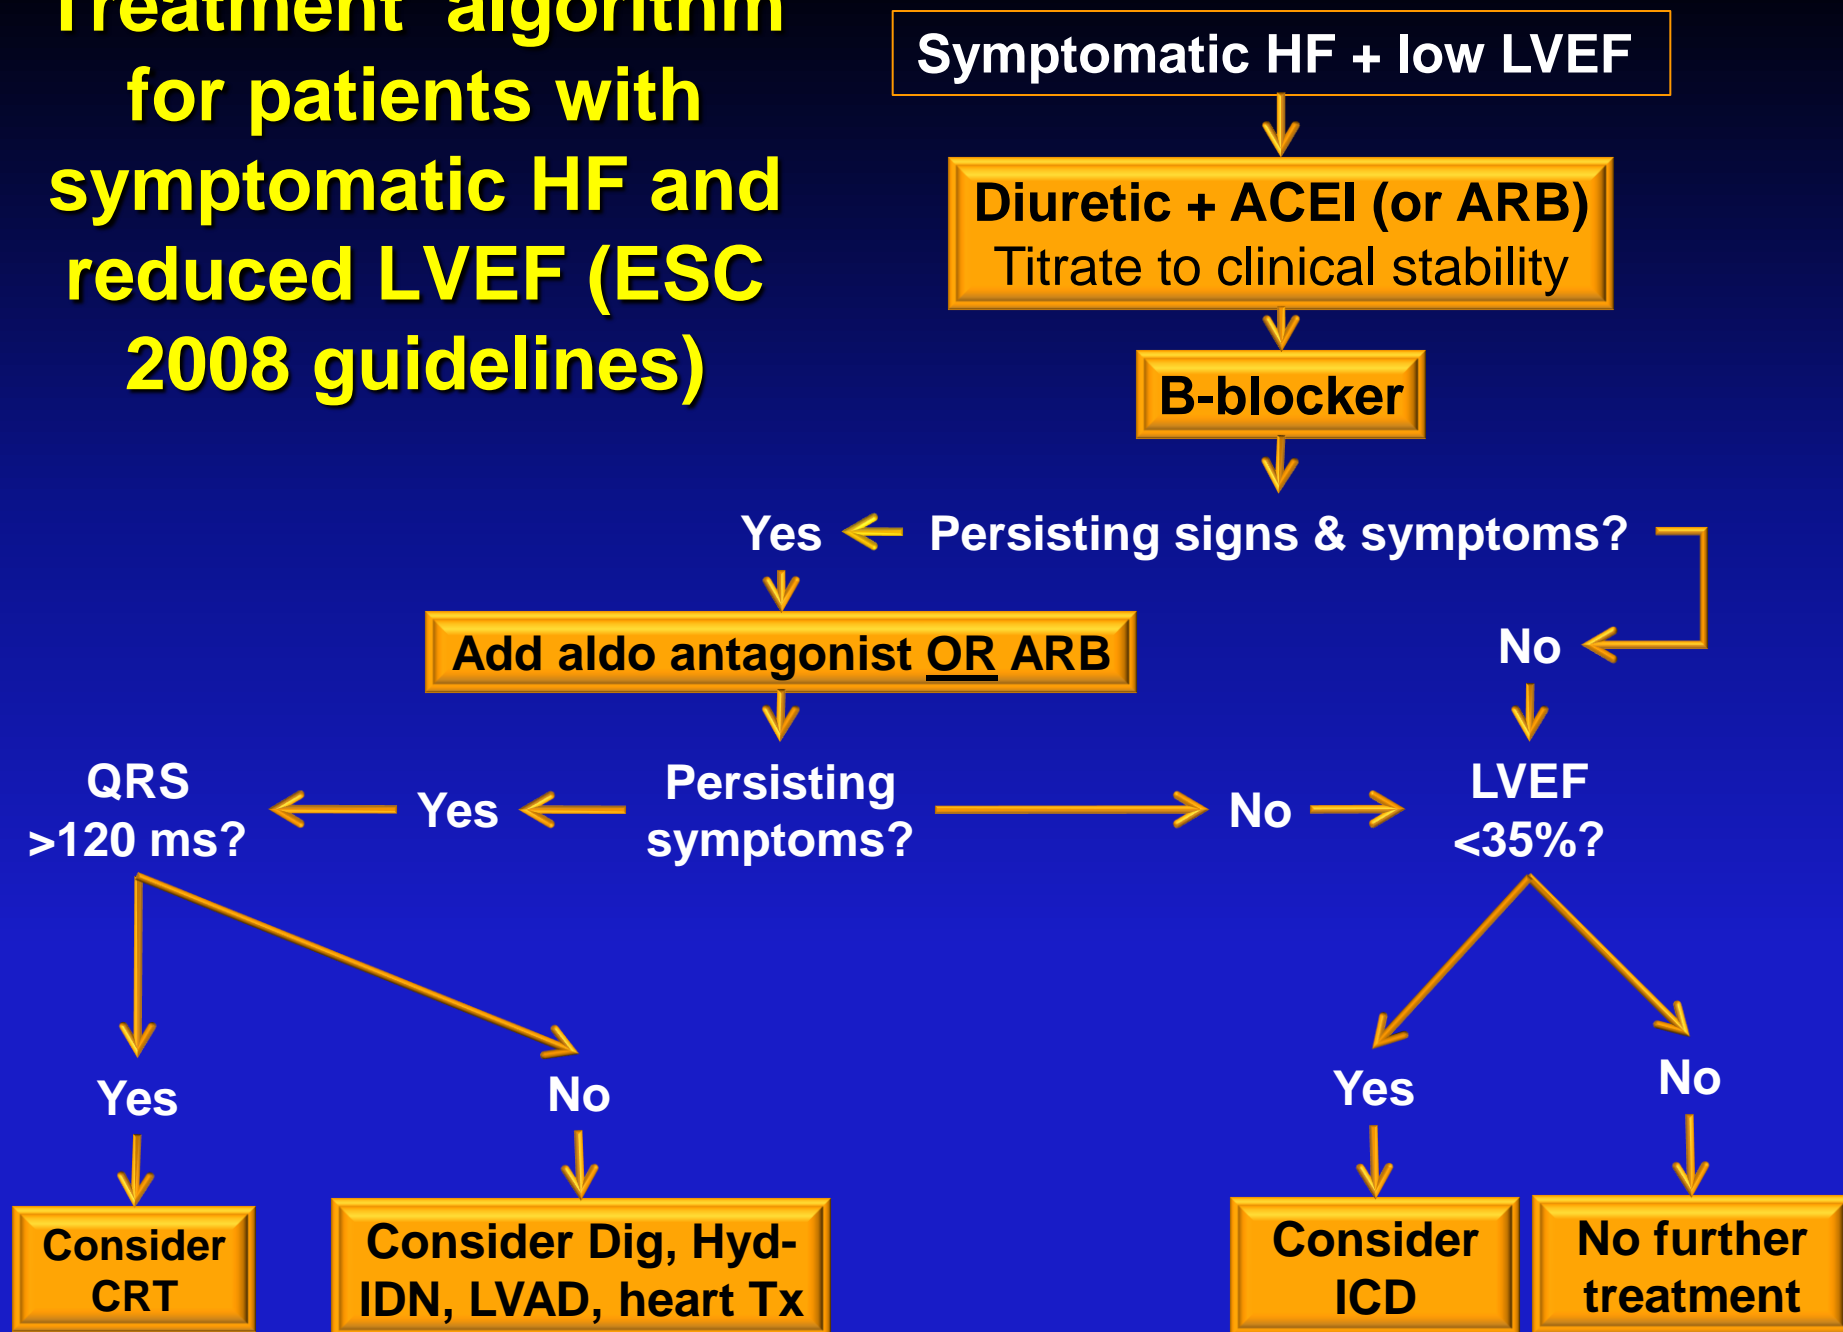 Treatment algorithm
for patients with
symptomatic HF and
reduced LVEF (ESC
2008 guidelines)
Symptomatic HF + low LVEF
Diuretic + ACEI (or ARB)
Titrate to clinical stability
B-blocker
Yes
Persisting signs & symptoms?
Add aldo antagonist OR ARB
No
QRS
>120 ms?
Yes
Persisting
symptoms?
No
LVEF
<35%?
Yes
No
Yes
No
Consider
CRT
Consider Dig, Hyd-
IDN, LVAD, heart Tx
Consider
ICD
No further
treatment